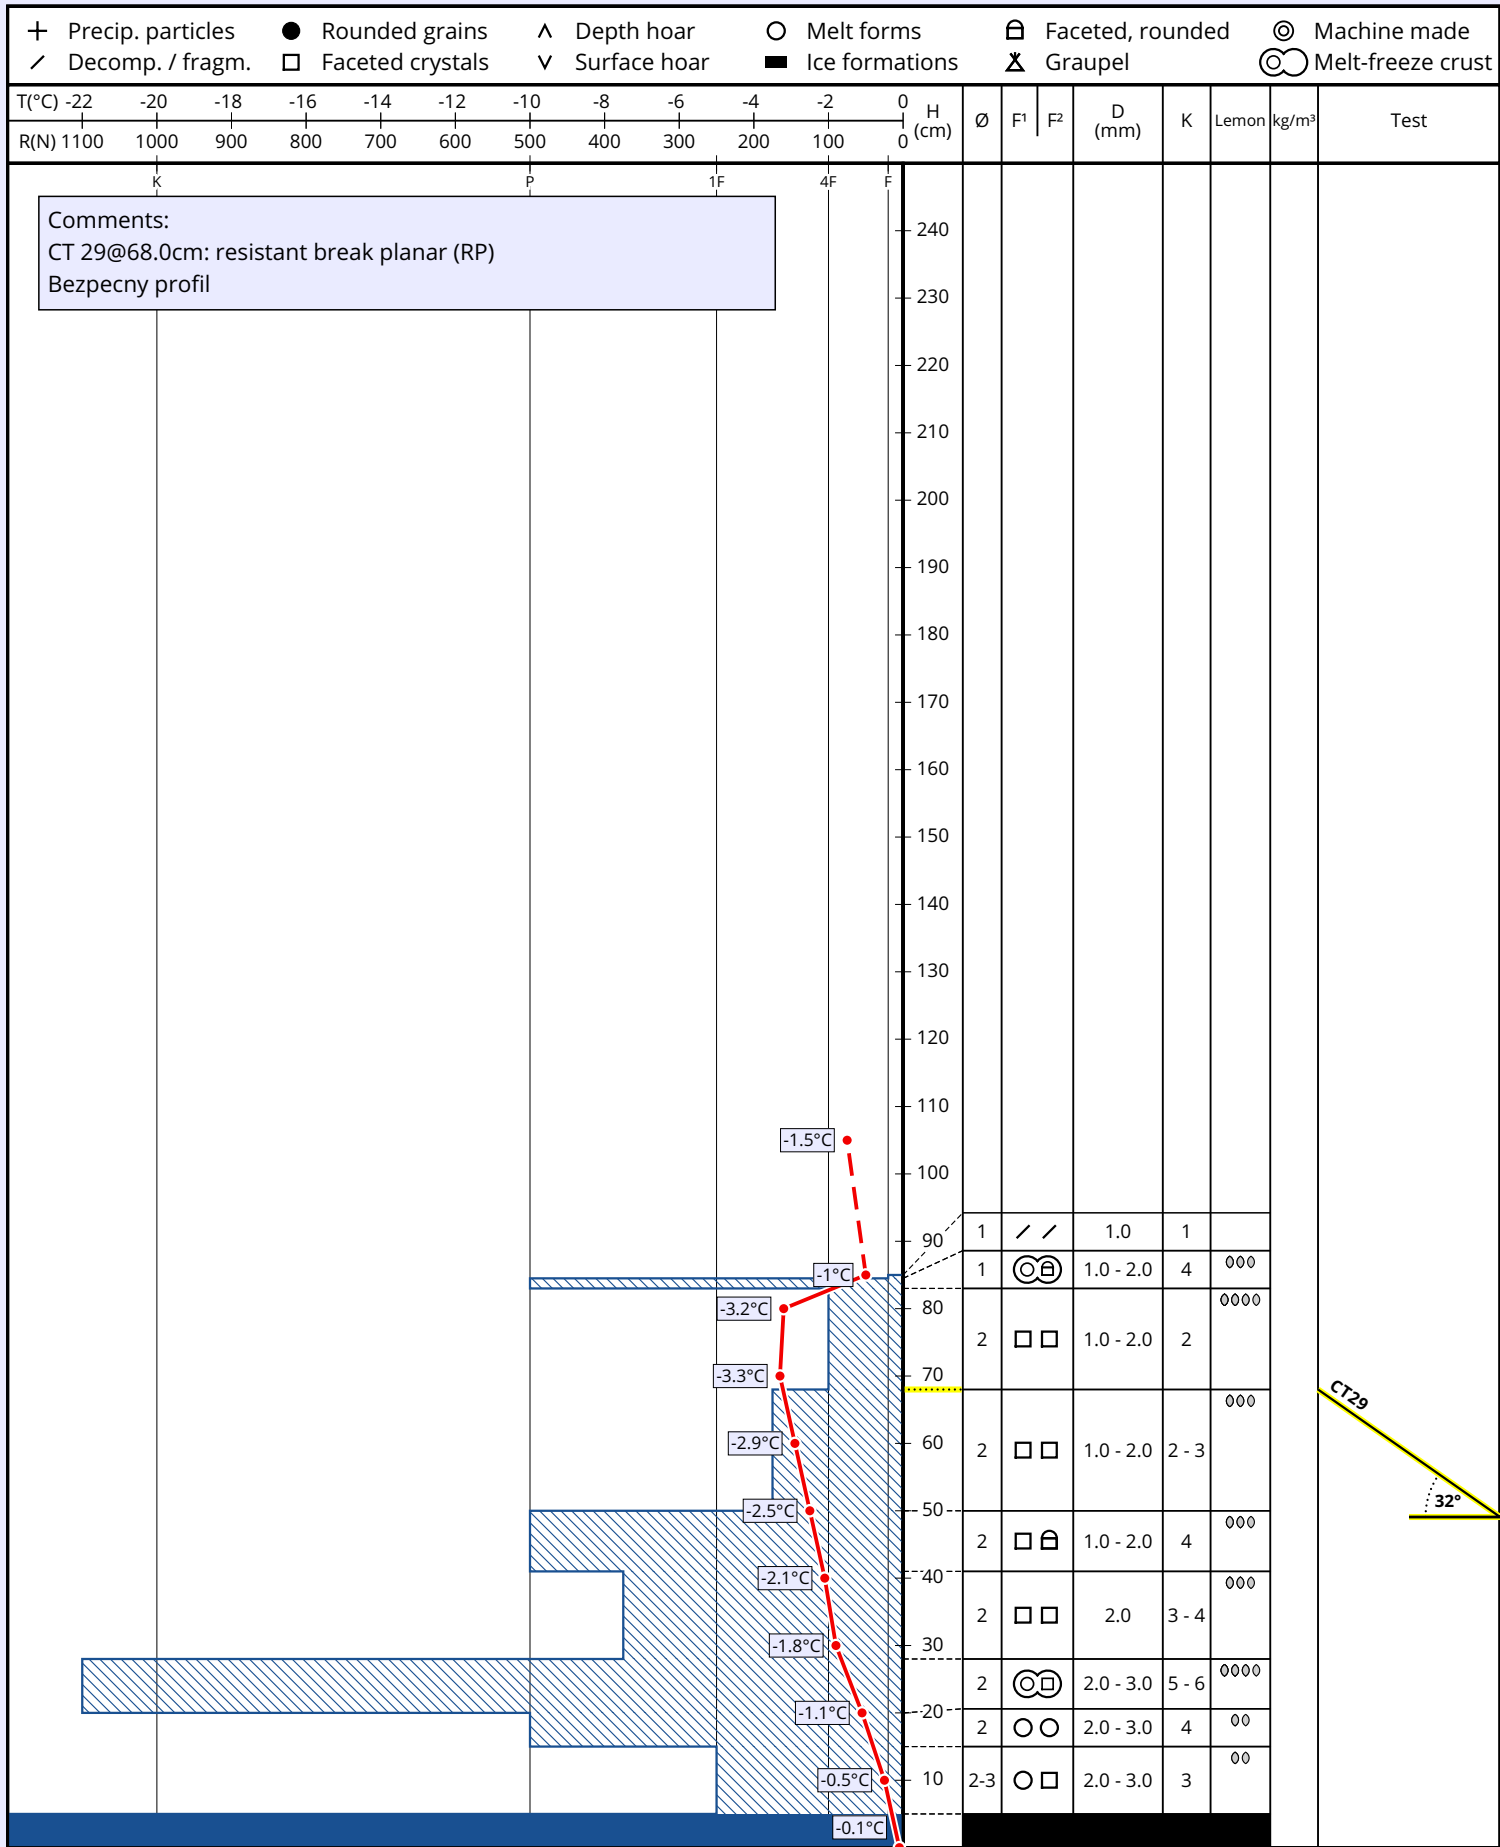 Precip. particles Rounded grains Depth hoar Melt forms Faceted, rounded Machine made
Decomp. / fragm. Faceted crystals Surface hoar Ice formations Graupel Melt-freeze crust
T(°C) -22 -20 -18 -16 -14 -12 -10 -8 -6 -4 -2 0
R(N) 1100 1000 900 800 700 600 500 400 300 200 100 0
H (cm) Ø F¹ F² D (mm) K Lemon kg/m³ Test
K P 1F 4F F
Comments:
CT 29@68.0cm: resistant break planar (RP)
Bezpecny profil
240
230
220
210
200
190
180
170
160
150
140
130
120
110
-1.5°C
100
90 1 1.0 1
-1°C 1 1.0 - 2.0 4
-3.2°C 80
2 1.0 - 2.0 2
-3.3°C 70
CT29
-2.9°C 60 2 1.0 - 2.0 2 - 3
-2.5°C 50 32°
2 1.0 - 2.0 4
-2.1°C 40
2 2.0 3 - 4
-1.8°C 30
2 2.0 - 3.0 5 - 6
-1.1°C 20
2 2.0 - 3.0 4
-0.5°C 10 2-3 2.0 - 3.0 3
-0.1°C